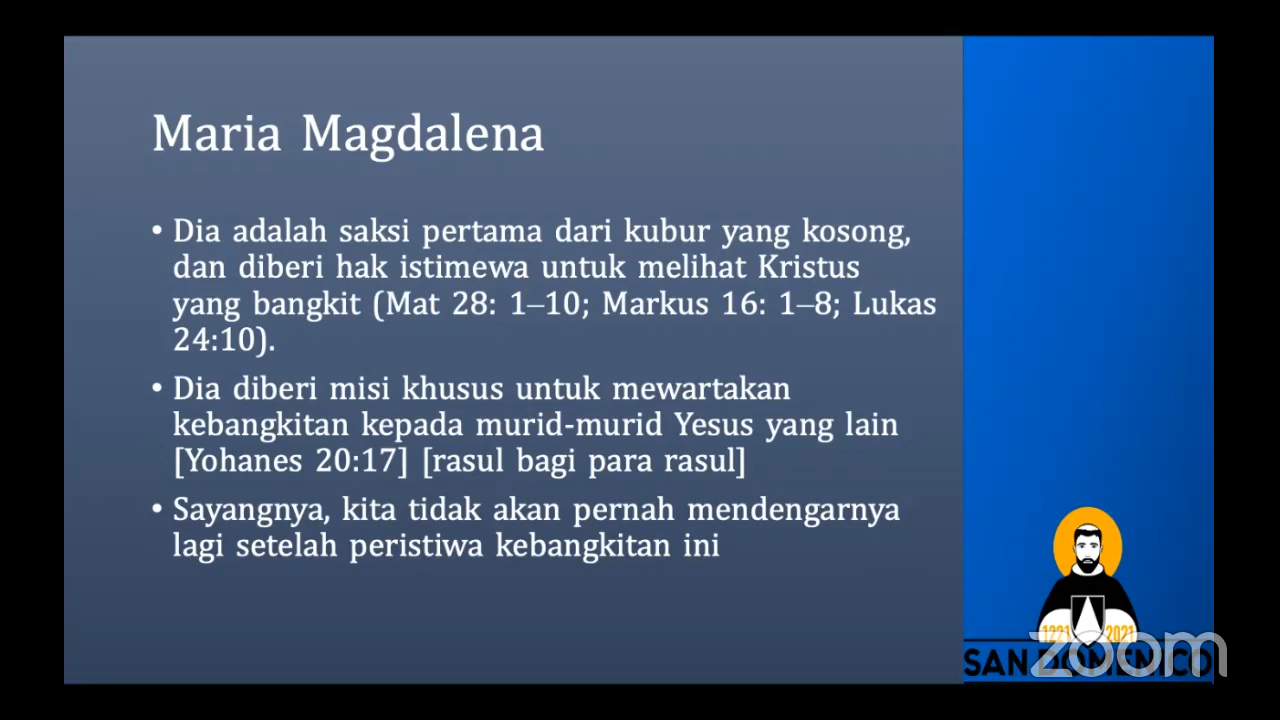 Maria Magdalena
• Dia adalah saksi pertama dari kubur yang kosong,
dan diberi hak istimewa untuk melihat Kristus
yang bangkit (Mat 28: 1–10; Markus 16: 1–8; Lukas
24:10).
• Dia diberi misi khusus untuk mewartakan
kebangkitan kepada murid-murid Yesus yang lain
[Yohanes 20:17] [rasul bagi para rasul]
• Sayangnya, kita tidak akan pernah mendengarnya
lagi setelah peristiwa kebangkitan ini
1221 2021
SAN DOMENICO
zoom